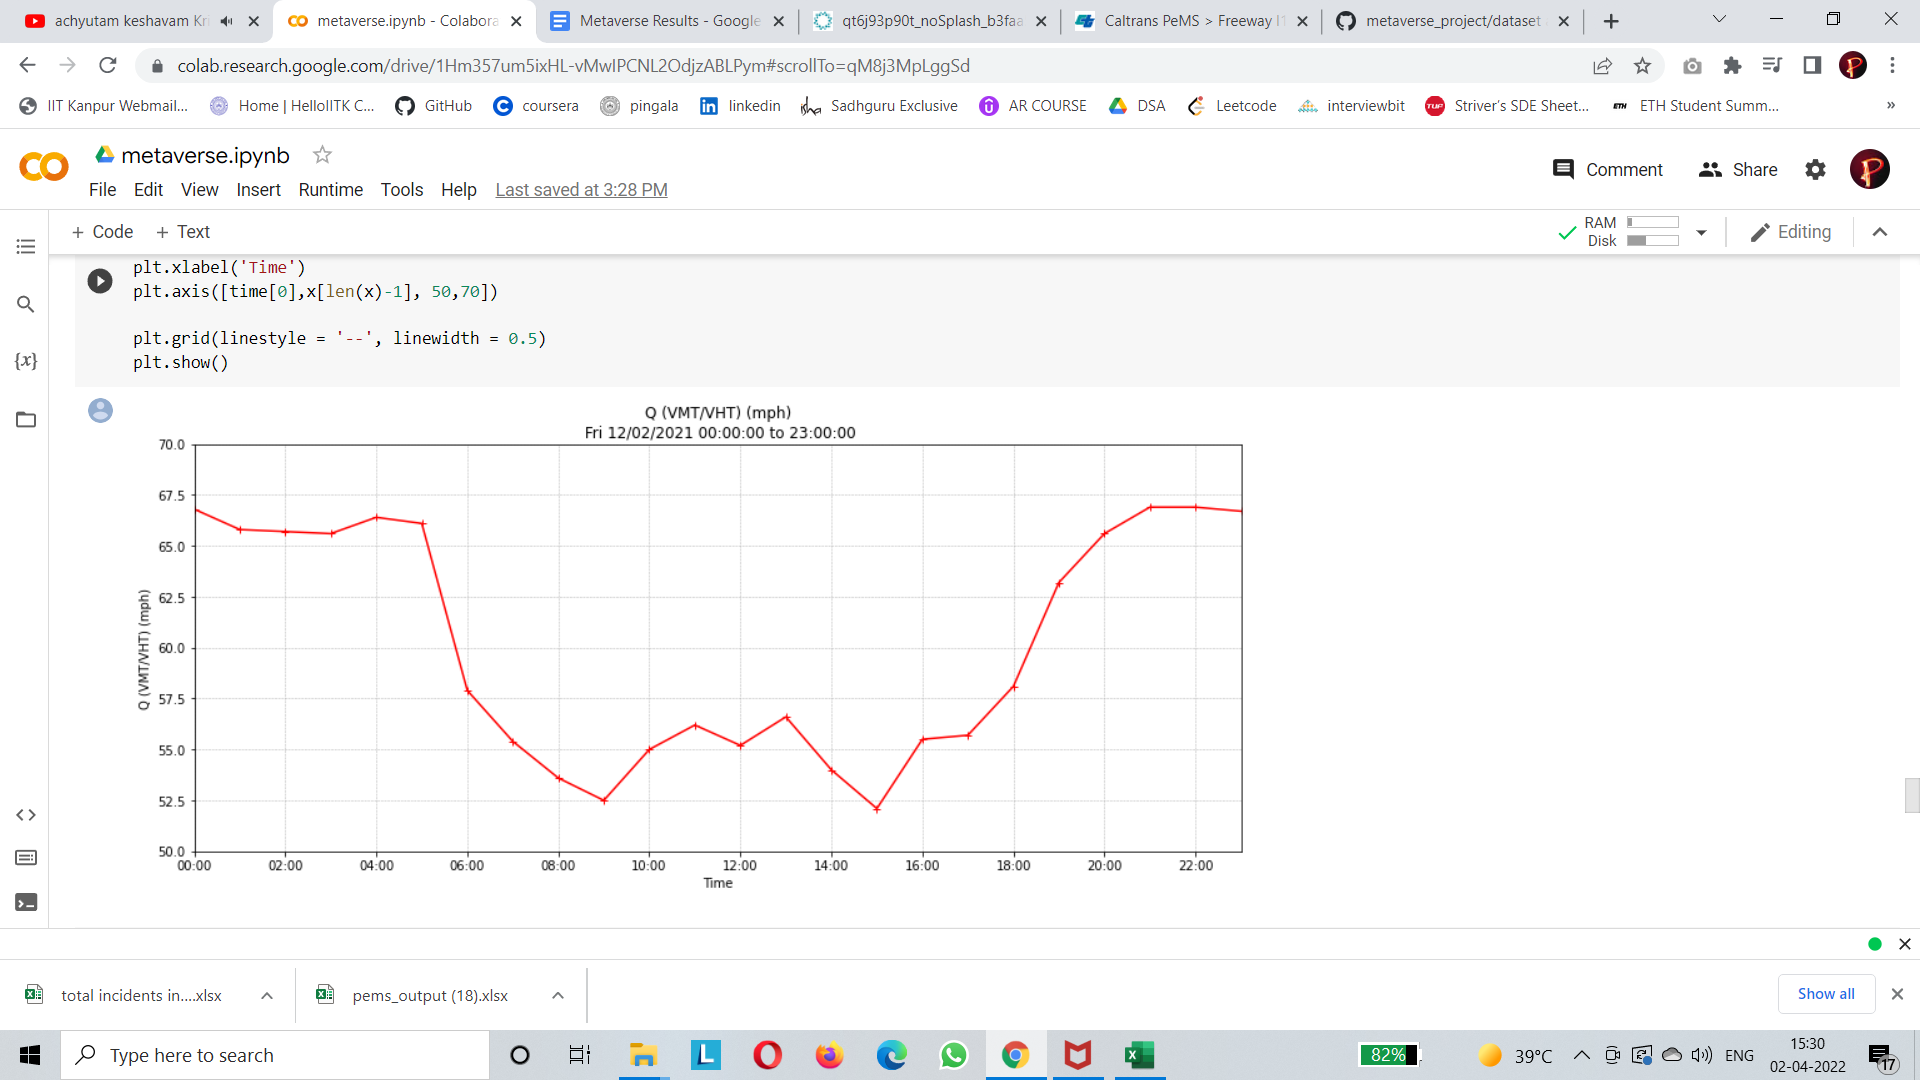 achyutam keshavam Kri
metaverse.ipynb - Colabora
Metaverse Results - Google
qt6j93p90t_noSplash_b3faa
Caltrans PeMS > Freeway I1
metaverse_project/dataset
colab.research.google.com/drive/1Hm357um5ixHL-vMwIPCNL2OdjzABLPym#scrollTo=qM8j3MpLggSd
IIT Kanpur Webmail...
Home | HelloIITK C...
GitHub
coursera
pingala
linkedin
Sadhguru Exclusive
AR COURSE
DSA
Leetcode
interviewbit
Striver's SDE Sheet...
ETH Student Summ...
»
metaverse.ipynb
File Edit View Insert Runtime Tools Help Last saved at 3:28 PM
Comment
Share
+ Code + Text
RAM
Disk
Editing
plt.xlabel('Time')
plt.axis([time[0],x[len(x)-1], 50,70])
plt.grid(linestyle = '--', linewidth = 0.5)
plt.show()
Q (VMT/VHT) (mph)
Fri 12/02/2021 00:00:00 to 23:00:00
70.0
67.5
65.0
62.5
60.0
57.5
55.0
52.5
50.0
Q (VMT/VHT) (mph)
00:00 02:00 04:00 06:00 08:00 10:00 12:00 14:00 16:00 18:00 20:00 22:00
Time
total incidents in....xlsx
pems_output (18).xlsx
Show all
Type here to search
82%
39°C
ENG
15:30
02-04-2022
17